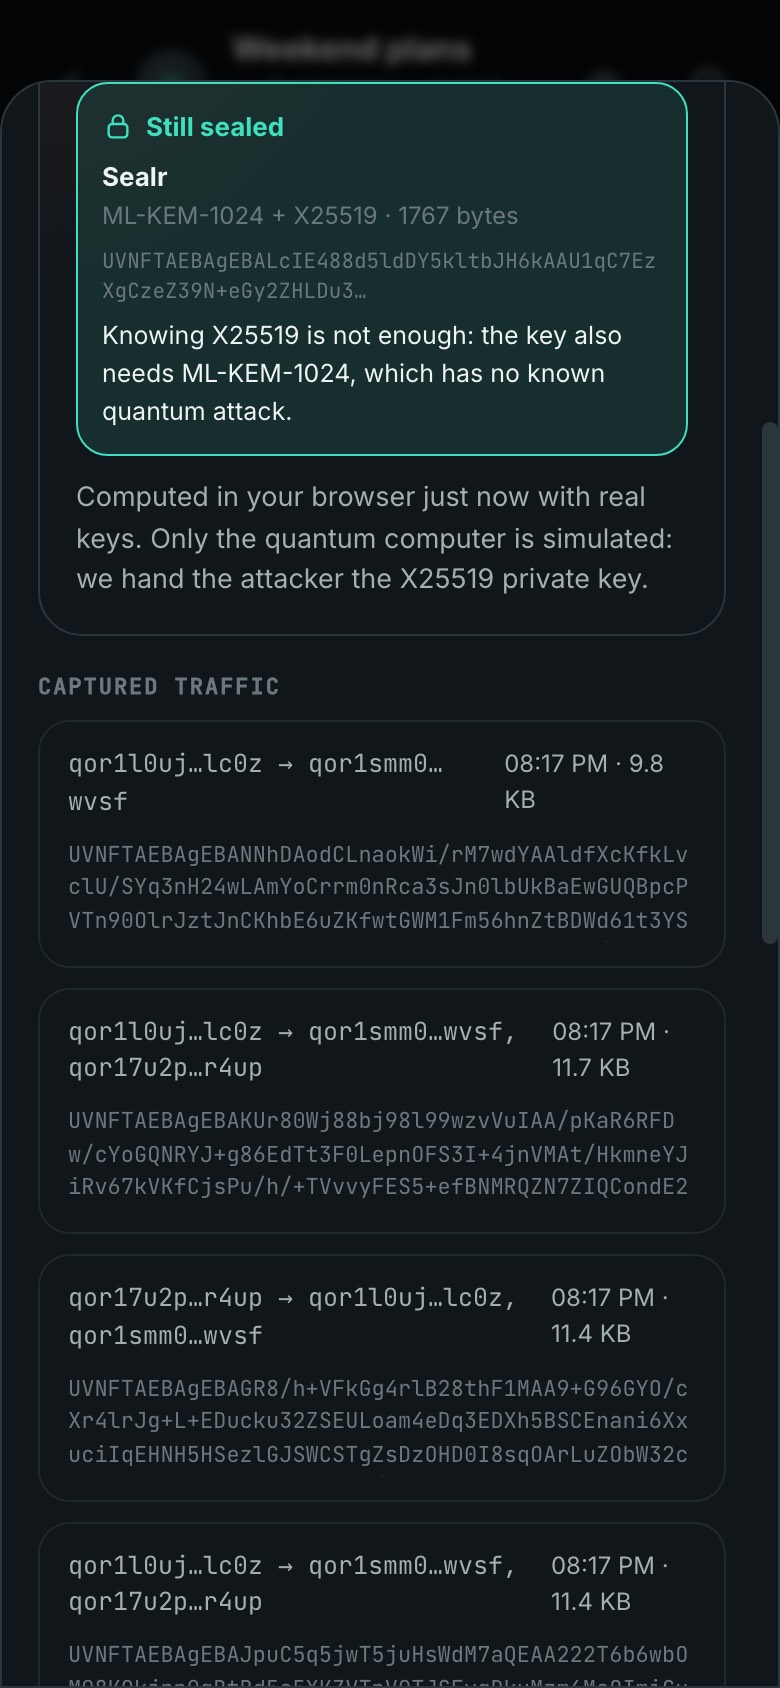 Weekend plans
Still sealed
Sealr
ML-KEM-1024 + X25519 · 1767 bytes
UVNFTAEBAgEBALcIE488d5ldDY5kltbJH6kAAU1qC7Ez
XgCzeZ39N+eGy2ZHLDu3…
Knowing X25519 is not enough: the key also
needs ML-KEM-1024, which has no known
quantum attack.
Computed in your browser just now with real
keys. Only the quantum computer is simulated:
we hand the attacker the X25519 private key.
CAPTURED TRAFFIC
qor1l0uj…lc0z → qor1smm0…
wvsf
08:17 PM · 9.8
KB
UVNFTAEBAgEBANNhDAodCLnaokWi/rM7wdYAAldfXcKfkLv
clU/SYq3nH24wLAmYoCrrm0nRca3sJn0lbUkBaEwGUQBpcP
VTn90OlrJztJnCKhbE6uZKfwtGWM1Fm56hnZtBDWd61t3YS
qor1l0uj…lc0z → qor1smm0…wvsf,
qor17u2p…r4up
08:17 PM ·
11.7 KB
UVNFTAEBAgEBAKUr80Wj88bj98l99wzvVuIAA/pKaR6RFD
w/cYoGQNRYJ+g86EdTt3F0LepnOFS3I+4jnVMAt/HkmneYJ
iRv67kVKfCjsPu/h/+TVvvyFES5+efBNMRQZN7ZIQCondE2
qor17u2p…r4up → qor1l0uj…lc0z,
qor1smm0…wvsf
08:17 PM ·
11.4 KB
UVNFTAEBAgEBAGR8/h+VFkGg4rlB28thF1MAA9+G96GYO/c
Xr4lrJg+L+EDucku32ZSEULoam4eDq3EDXh5BSCEnani6Xx
uciIqEHNH5HSezlGJSWCSTgZsDzOHD0I8sqOArLuZObW32c
qor1l0uj…lc0z → qor1smm0…wvsf,
qor17u2p…r4up
08:17 PM ·
11.4 KB
UVNFTAEBAgEBAJpuC5q5jwT5juHsWdM7aQEAA222T6b6wbO